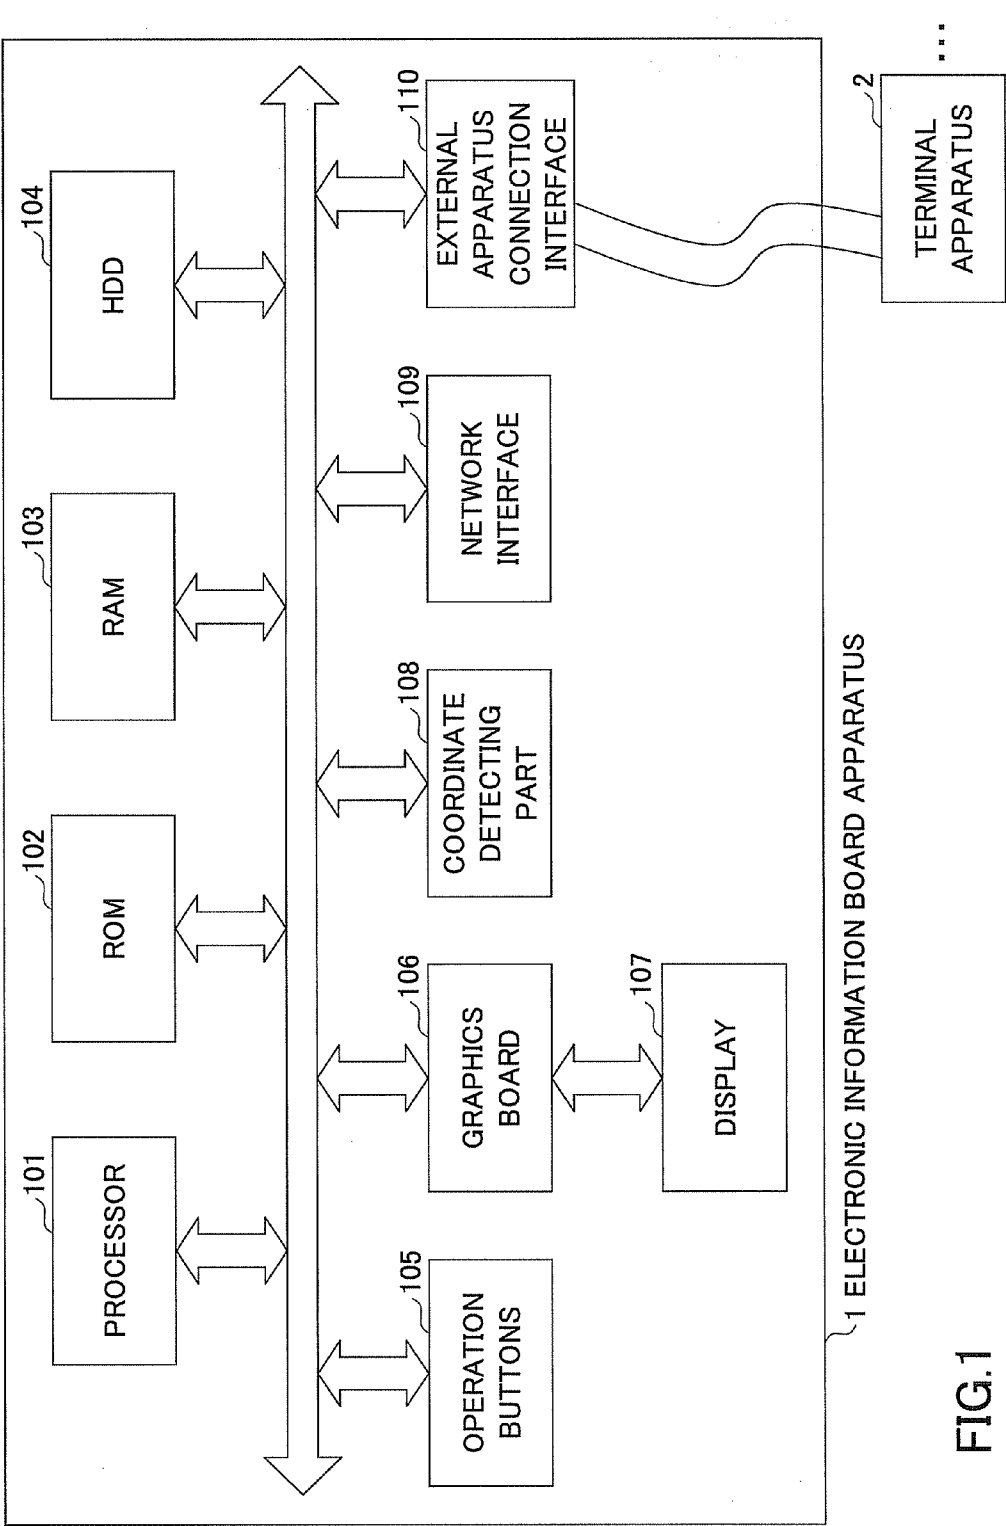 FIG.1
1 ELECTRONIC INFORMATION BOARD APPARATUS
101
PROCESSOR
102
ROM
103
RAM
104
HDD
105
OPERATION
BUTTONS
106
GRAPHICS
BOARD
107
DISPLAY
108
COORDINATE
DETECTING
PART
109
NETWORK
INTERFACE
110
EXTERNAL
APPARATUS
CONNECTION
INTERFACE
2
TERMINAL
APPARATUS
...